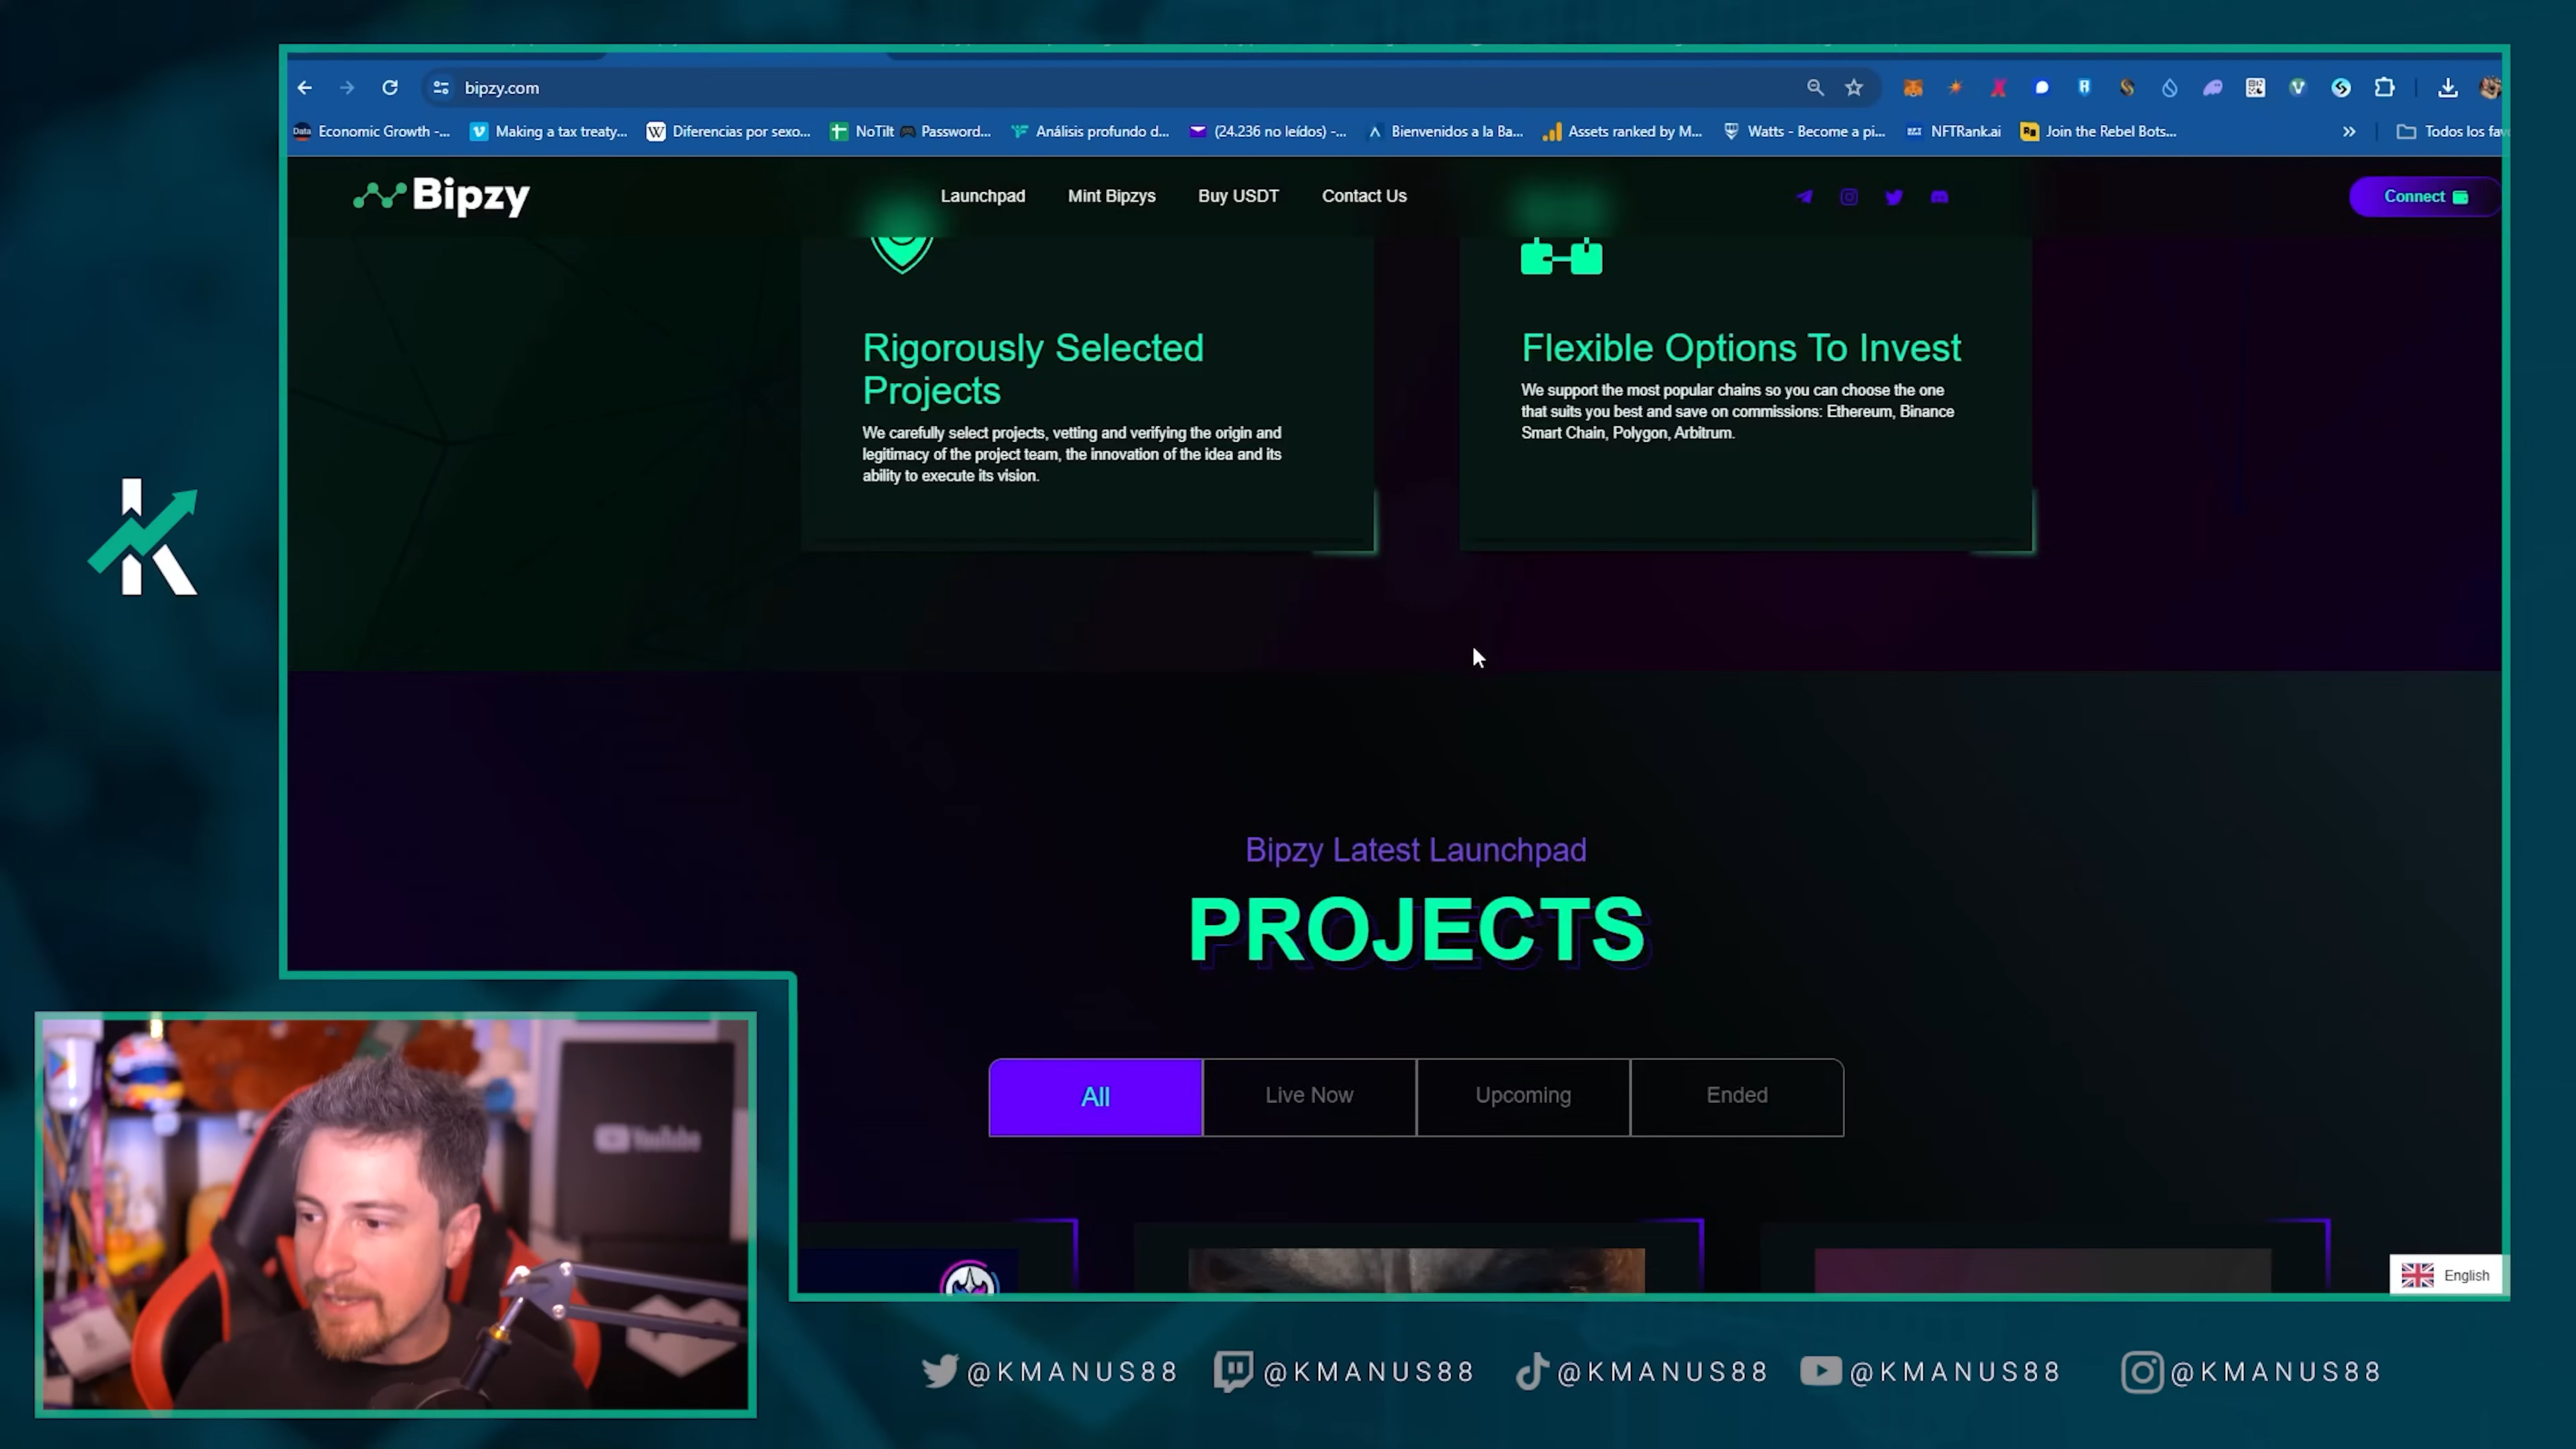 bipzy.com
Economic Growth -...
Making a tax treaty...
Diferencias por sexo...
NoTilt
Password...
Análisis profundo d...
(24.236 no leídos) -...
Bienvenidos a la Ba...
Assets ranked by M...
Watts - Become a pi...
NFTRank.ai
Join the Rebel Bots...
Todos los fav
Bipzy
Launchpad
Mint Bipzys
Buy USDT
Contact Us
Connect
Rigorously Selected
Projects
We carefully select projects, vetting and verifying the origin and
legitimacy of the project team, the innovation of the idea and its
ability to execute its vision.
Flexible Options To Invest
We support the most popular chains so you can choose the one
that suits you best and save on commissions: Ethereum, Binance
Smart Chain, Polygon, Arbitrum.
Bipzy Latest Launchpad
PROJECTS
All
Live Now
Upcoming
Ended
English
YouTube
@KMANUS88
@KMANUS88
@KMANUS88
@KMANUS88
@KMANUS88